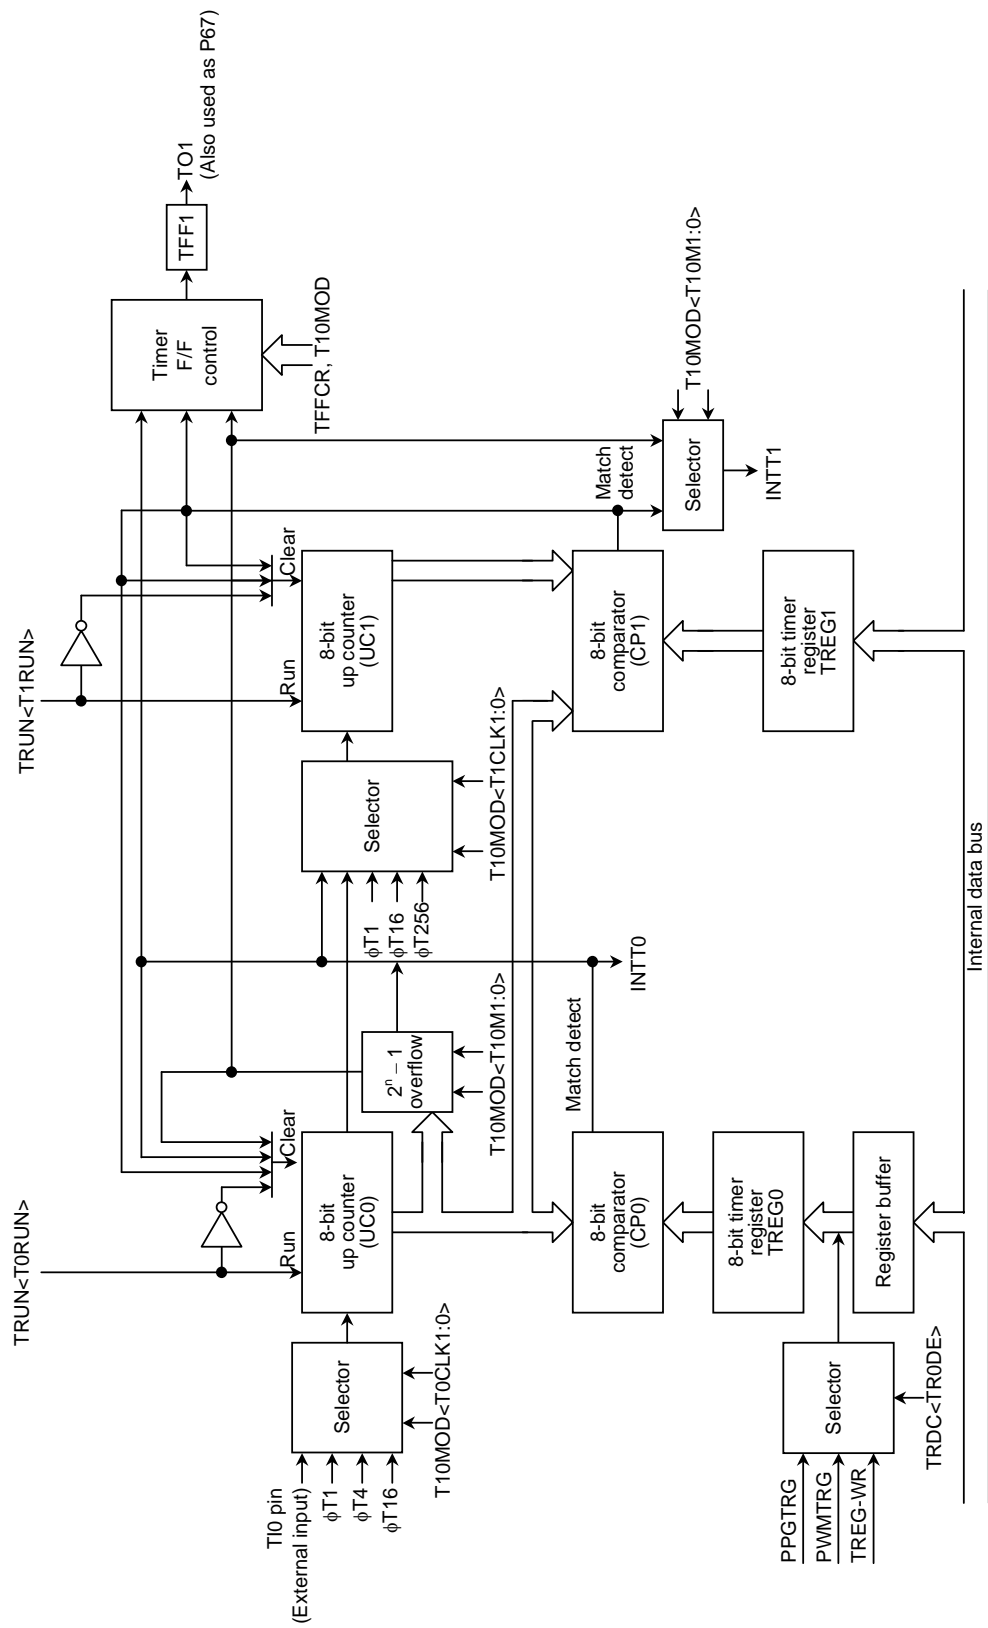 TRUN<T0RUN>
TRUN<T1RUN>
TO1
(Also used as P67)
TFF1
Timer
F/F
control
TFFCR, T10MOD
Run
Clear
Run
Clear
TI0 pin
(External input)
ϕT1
ϕT4
ϕT16
Selector
T10MOD<T0CLK1:0>
8-bit
up counter
(UC0)
2ⁿ − 1
overflow
T10MOD<T10M1:0>
ϕT1
ϕT16
ϕT256
Selector
T10MOD<T1CLK1:0>
8-bit
up counter
(UC1)
Match detect
INTT0
Match
detect
Selector
T10MOD<T10M1:0>
INTT1
8-bit
comparator
(CP0)
8-bit
comparator
(CP1)
8-bit timer
register
TREG0
8-bit timer
register
TREG1
PPGTRG
PWMTRG
TREG-WR
Selector
TRDC<TR0DE>
Register buffer
Internal data bus